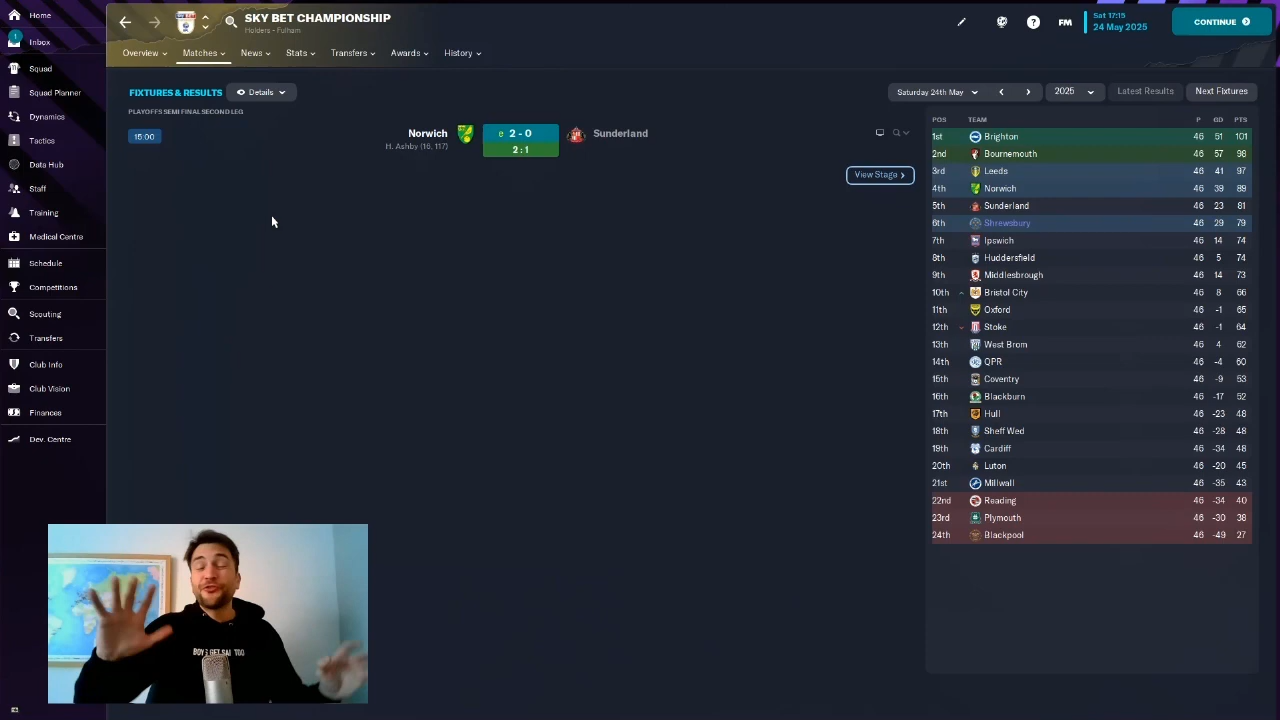 Home
1
Inbox
Squad
Squad Planner
Dynamics
Tactics
Data Hub
Staff
Training
Medical Centre
Schedule
Competitions
Scouting
Transfers
Club Info
Club Vision
Finances
Dev. Centre
SKY BET CHAMPIONSHIP
Holders - Fulham
FM
Sat 17:15
24 May 2025
CONTINUE
Overview
Matches
News
Stats
Transfers
Awards
History
FIXTURES & RESULTS
Details
Saturday 24th May
2025
Latest Results
Next Fixtures
PLAYOFFS SEMI FINAL SECOND LEG
15:00
Norwich
e 2 - 0
Sunderland
H. Ashby (16, 117)
2 : 1
View Stage
POS TEAM P GD PTS
1st Brighton 46 51 101
2nd Bournemouth 46 57 98
3rd Leeds 46 41 97
4th Norwich 46 39 89
5th Sunderland 46 23 81
6th Shrewsbury 46 29 79
7th Ipswich 46 14 74
8th Huddersfield 46 5 74
9th Middlesbrough 46 14 73
10th Bristol City 46 8 66
11th Oxford 46 -1 65
12th Stoke 46 -1 64
13th West Brom 46 4 62
14th QPR 46 -4 60
15th Coventry 46 -9 53
16th Blackburn 46 -17 52
17th Hull 46 -23 48
18th Sheff Wed 46 -28 48
19th Cardiff 46 -34 48
20th Luton 46 -20 45
21st Millwall 46 -35 43
22nd Reading 46 -34 40
23rd Plymouth 46 -30 38
24th Blackpool 46 -49 27
BOYS GET SAD TOO